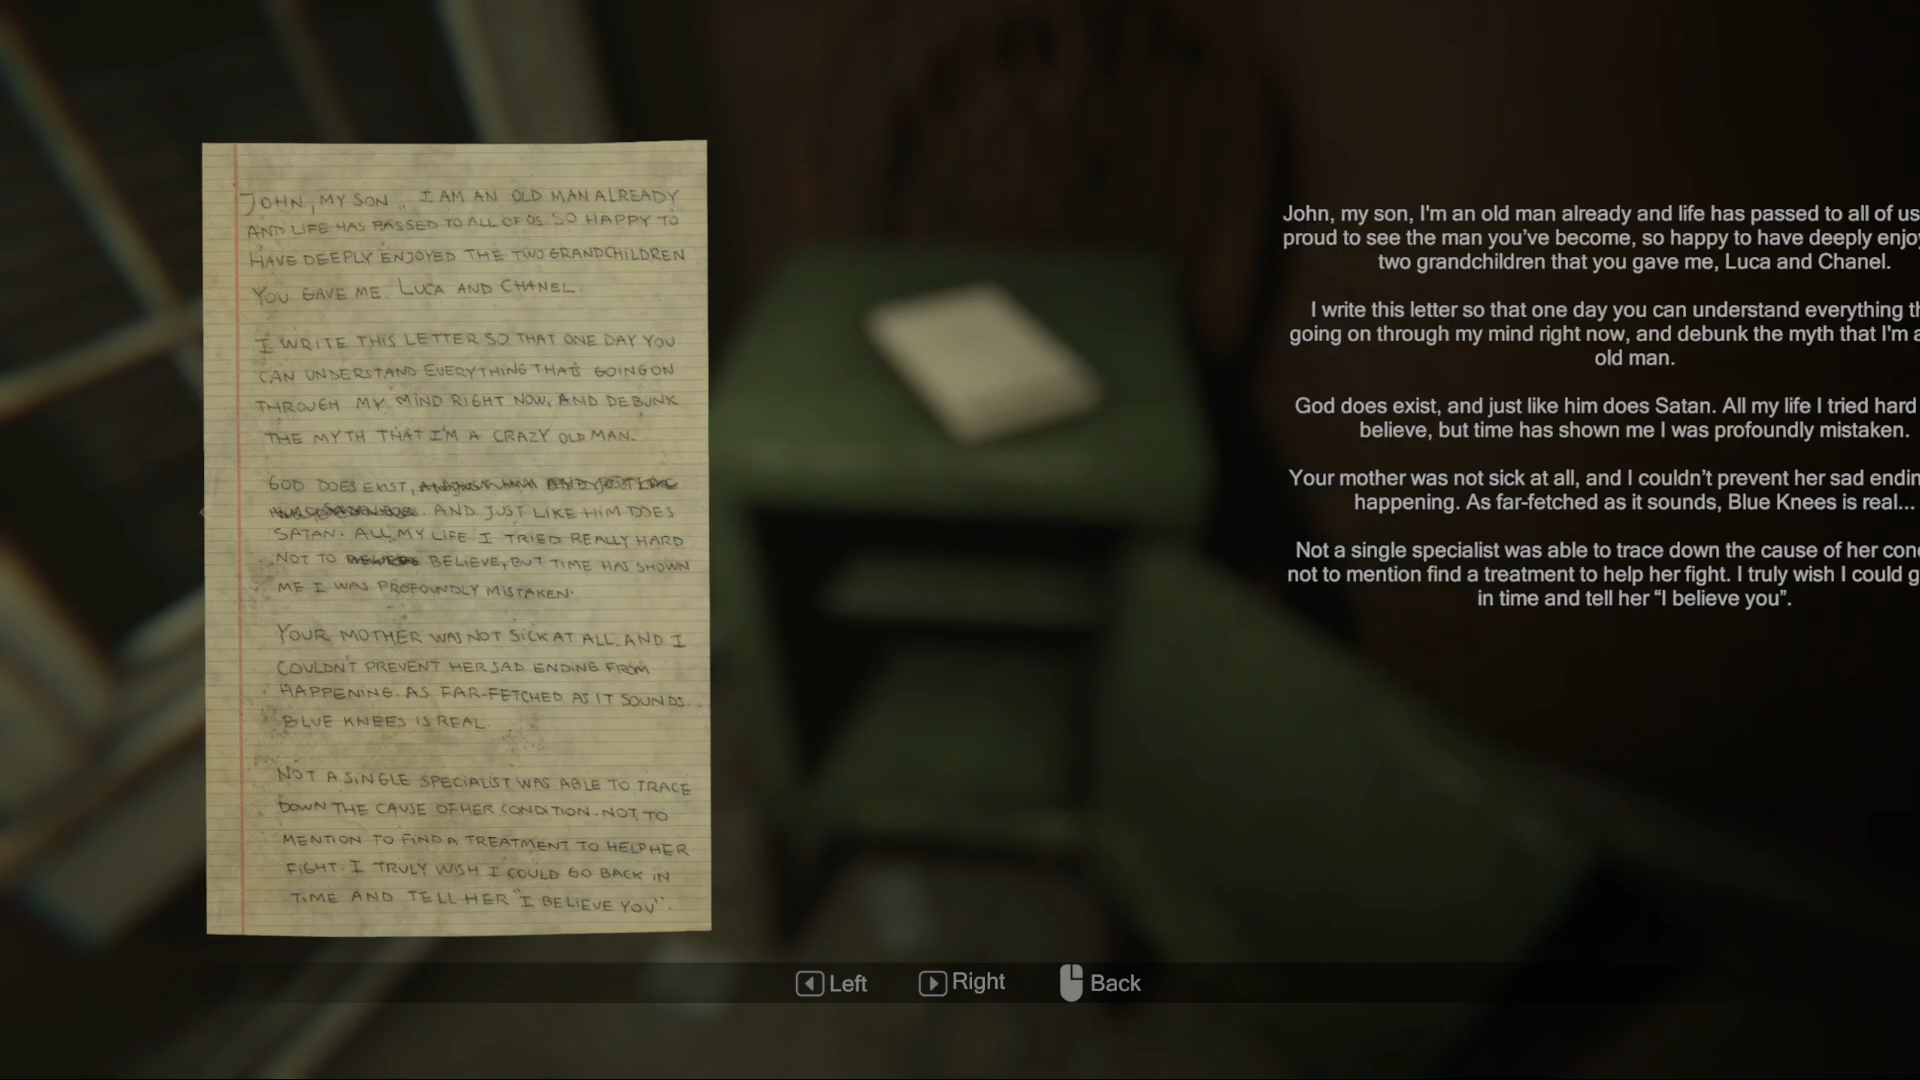 JOHN, MY SON.. I AM AN OLD MAN ALREADY
AND LIFE HAS PASSED TO ALL OF US SO HAPPY TO
HAVE DEEPLY ENJOYED THE TWO GRANDCHILDREN
YOU GAVE ME. LUCA AND CHANEL.
I WRITE THIS LETTER SO THAT ONE DAY YOU
CAN UNDERSTAND EVERYTHING THATS GOING ON
THROUGH MY MIND RIGHT NOW, AND DEBUNK
THE MYTH THAT I'M A CRAZY OLD MAN.
GOD DOES EXIST,
AND JUST LIKE HIM DOES
SATAN. ALL MY LIFE I TRIED REALLY HARD
NOT TO BELIEVE, BUT TIME HAS SHOWN
ME I WAS PROFOUNDLY MISTAKEN.
YOUR MOTHER WAS NOT SICK AT ALL, AND I
COULDN'T PREVENT HER SAD ENDING FROM
HAPPENING. AS FAR-FETCHED AS IT SOUNDS..
BLUE KNEES IS REAL.
NOT A SINGLE SPECIALIST WAS ABLE TO TRACE
DOWN THE CAUSE OF HER CONDITION. NOT TO
MENTION TO FIND A TREATMENT TO HELP HER
FIGHT. I TRULY WISH I COULD GO BACK IN
TIME AND TELL HER "I BELIEVE YOU".
John, my son, I'm an old man already and life has passed to all of us
proud to see the man you've become, so happy to have deeply enjoy
two grandchildren that you gave me, Luca and Chanel.
I write this letter so that one day you can understand everything th
going on through my mind right now, and debunk the myth that I'm a
old man.
God does exist, and just like him does Satan. All my life I tried hard
believe, but time has shown me I was profoundly mistaken.
Your mother was not sick at all, and I couldn't prevent her sad endin
happening. As far-fetched as it sounds, Blue Knees is real...
Not a single specialist was able to trace down the cause of her con
not to mention find a treatment to help her fight. I truly wish I could g
in time and tell her “I believe you”.
Left Right Back